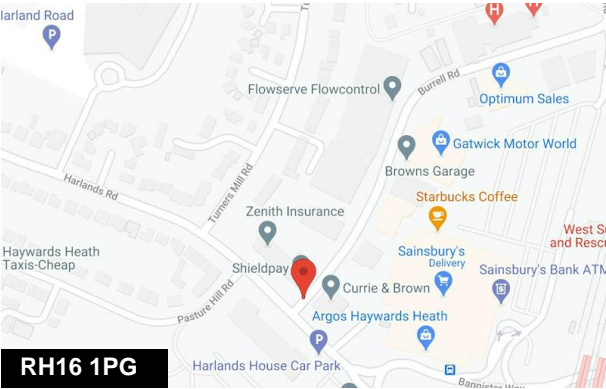 Harland Road
P
H
H
Flowserve Flowcontrol
Burrell Rd
Optimum Sales
Gatwick Motor World
Browns Garage
Turners Mill Rd
Harlands Rd
Starbucks Coffee
Zenith Insurance
West
and
Haywards Heath
Taxis-Cheap
Sainsbury's
Delivery
Shieldpay
Sainsbury's Bank ATM
Currie & Brown
Pasture Hill Rd
Argos Haywards Heath
P
Harlands House Car Park
RH16 1PG
Bannister Way